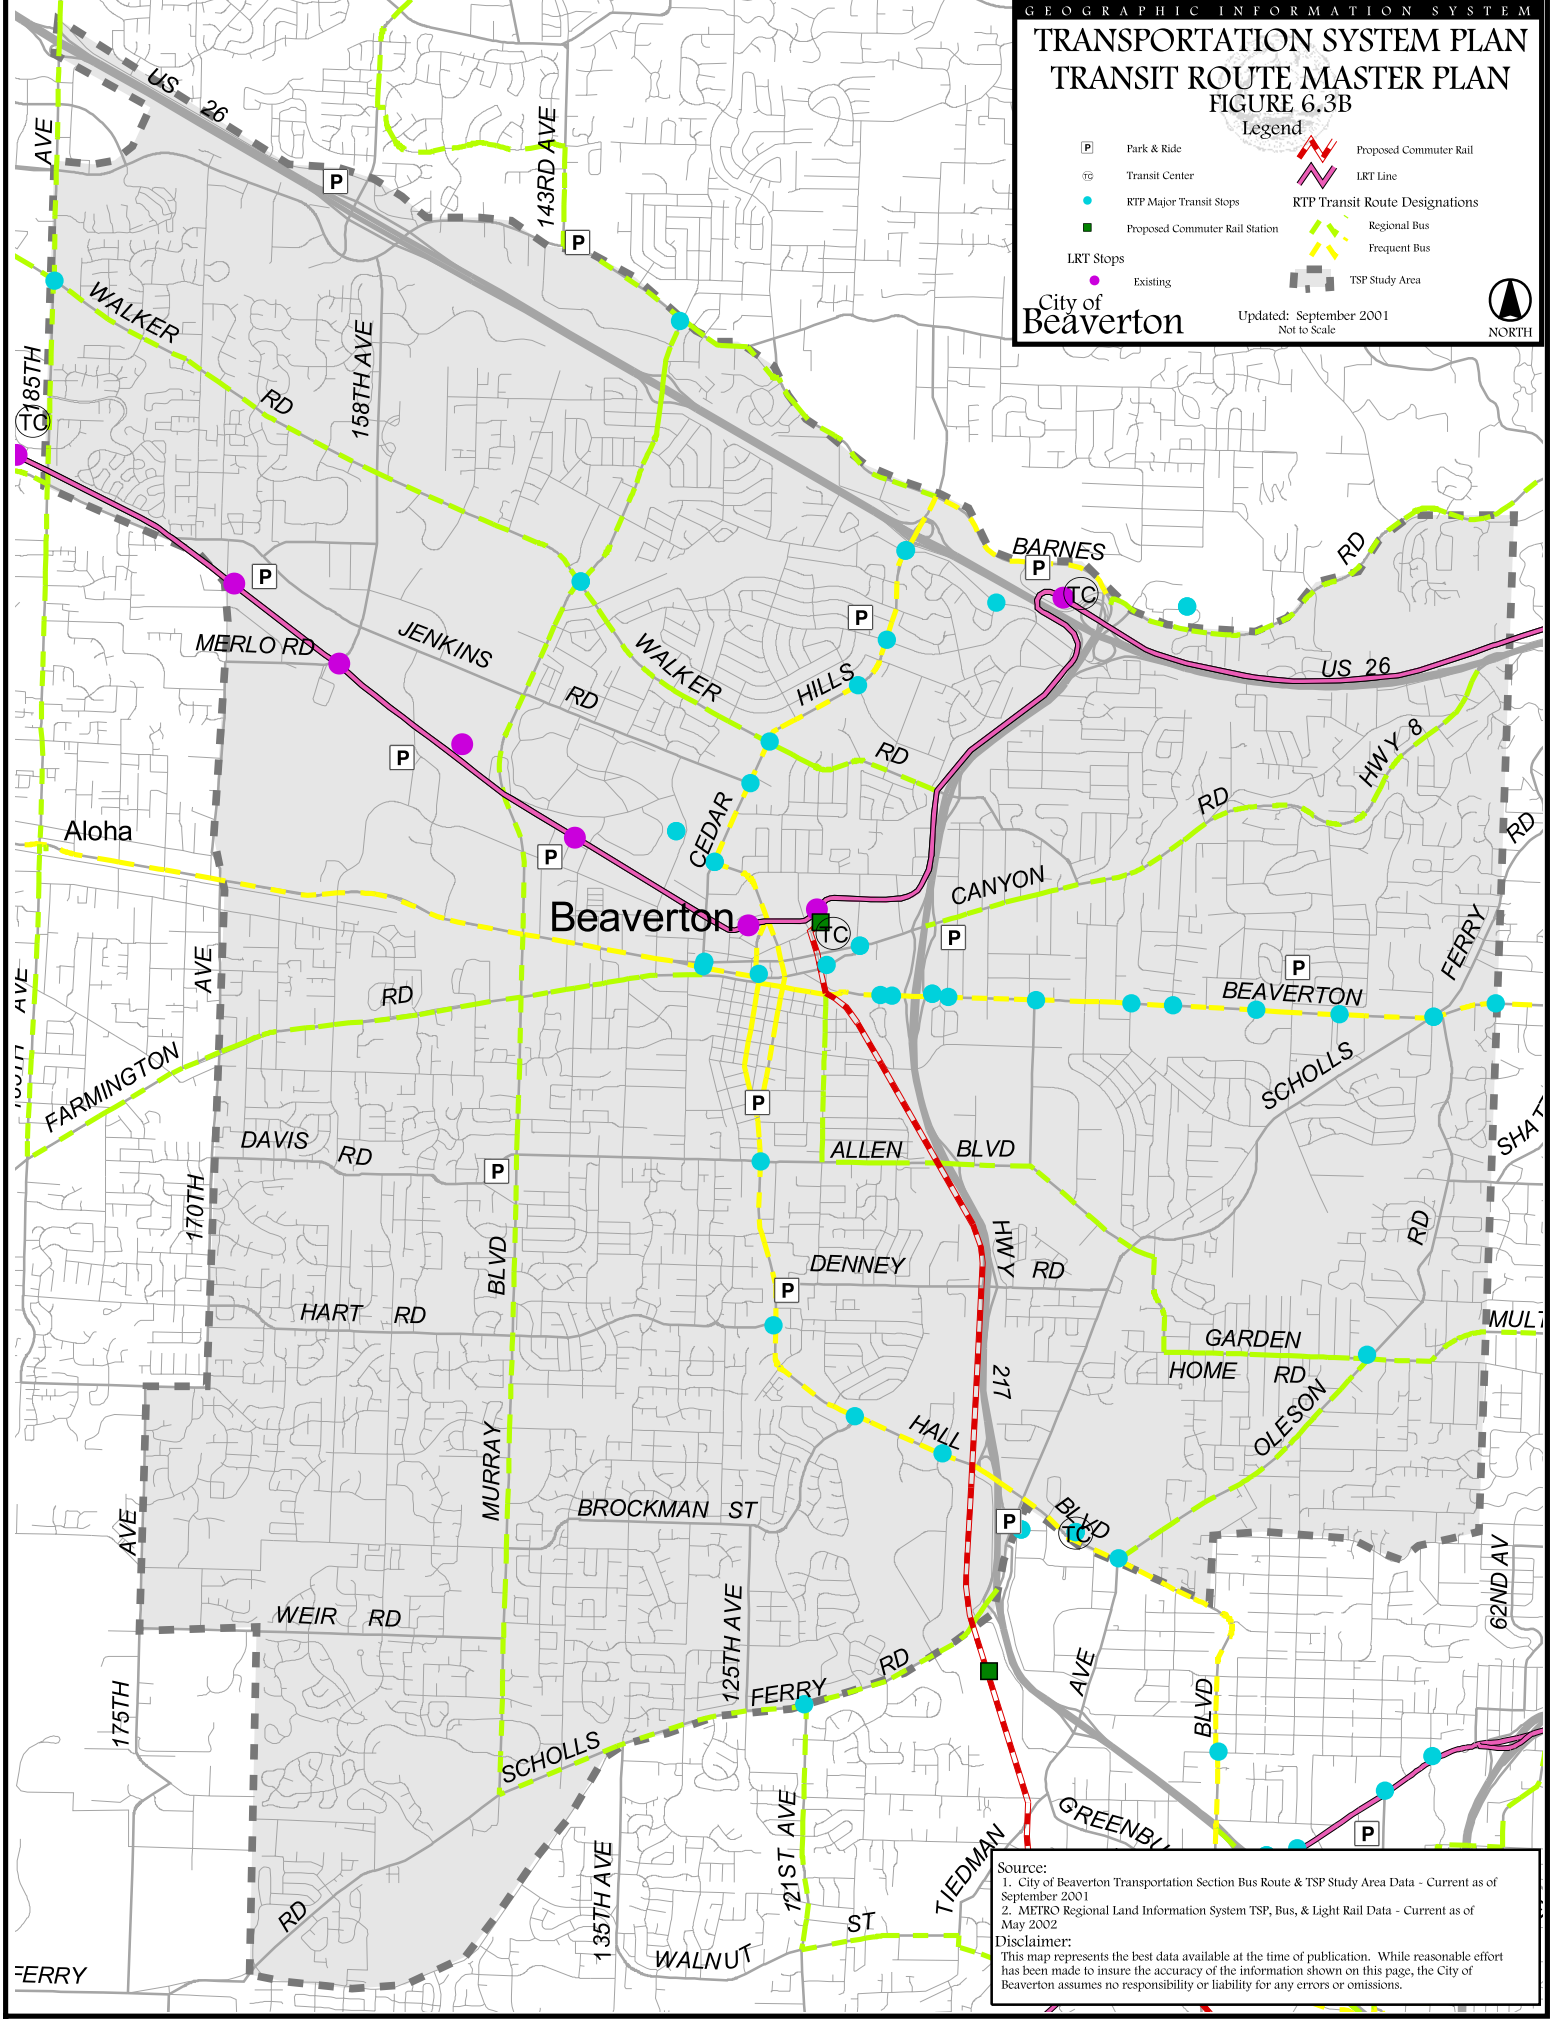 GEOGRAPHIC INFORMATION SYSTEM
TRANSPORTATION SYSTEM PLAN
TRANSIT ROUTE MASTER PLAN
FIGURE 6.3B
Legend
P Park & Ride
TC Transit Center
RTP Major Transit Stops
Proposed Commuter Rail Station
LRT Stops
Existing
Proposed Commuter Rail
LRT Line
RTP Transit Route Designations
Regional Bus
Frequent Bus
TSP Study Area
City of
Beaverton
Updated: September 2001
Not to Scale
NORTH
US 26
AVE
143RD AVE
P
P
WALKER
RD
158TH AVE
185TH
TC
BARNES
RD
P
TC
P
MERLO RD
JENKINS
RD
WALKER
RD
HILLS
P
US 26
HWY 8
P
CEDAR
RD
RD
Aloha
P
CANYON
Beaverton
TC
P
P
FERRY
AVE
AVE
RD
BEAVERTON
FARMINGTON
SCHOLLS
P
DAVIS
RD
P
ALLEN
BLVD
170TH
BLVD
HWY
RD
DENNEY
RD
P
HART RD
GARDEN
HOME RD
217
OLESON
HALL
MURRAY
BROCKMAN ST
P
BLVD
TC
AVE
62ND AV
WEIR RD
125TH AVE
RD
FERRY
AVE
BLVD
175TH
SCHOLLS
121ST AVE
135TH AVE
TIEDMAN
P
RD
ST
WALNUT
FERRY
Source:
1. City of Beaverton Transportation Section Bus Route & TSP Study Area Data - Current as of
September 2001
2. METRO Regional Land Information System TSP, Bus, & Light Rail Data - Current as of
May 2002
Disclaimer:
This map represents the best data available at the time of publication. While reasonable effort
has been made to insure the accuracy of the information shown on this page, the City of
Beaverton assumes no responsibility or liability for any errors or omissions.